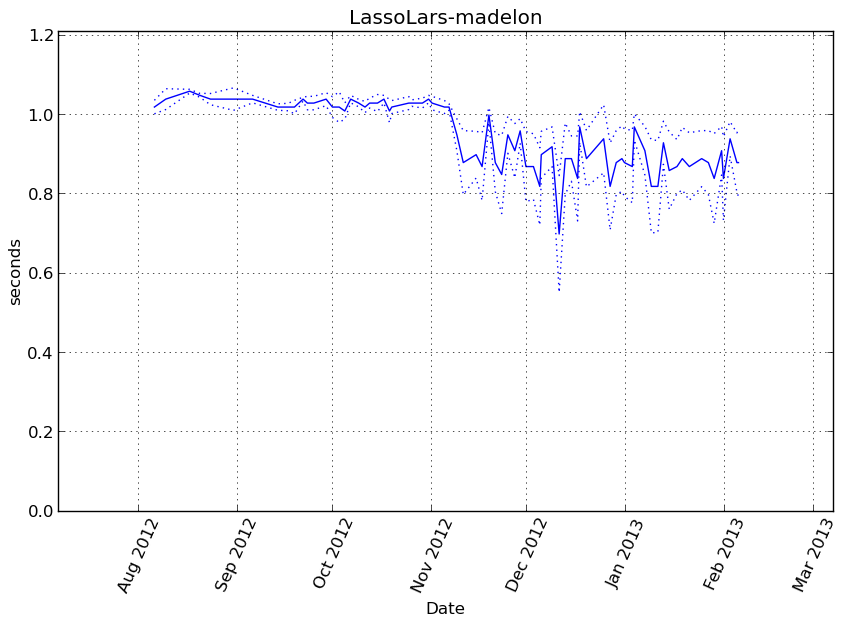 LassoLars-madelon
1.2
1.0
0.8
0.6
0.4
0.2
0.0
seconds
Aug 2012
Sep 2012
Oct 2012
Nov 2012
Dec 2012
Jan 2013
Feb 2013
Mar 2013
Date